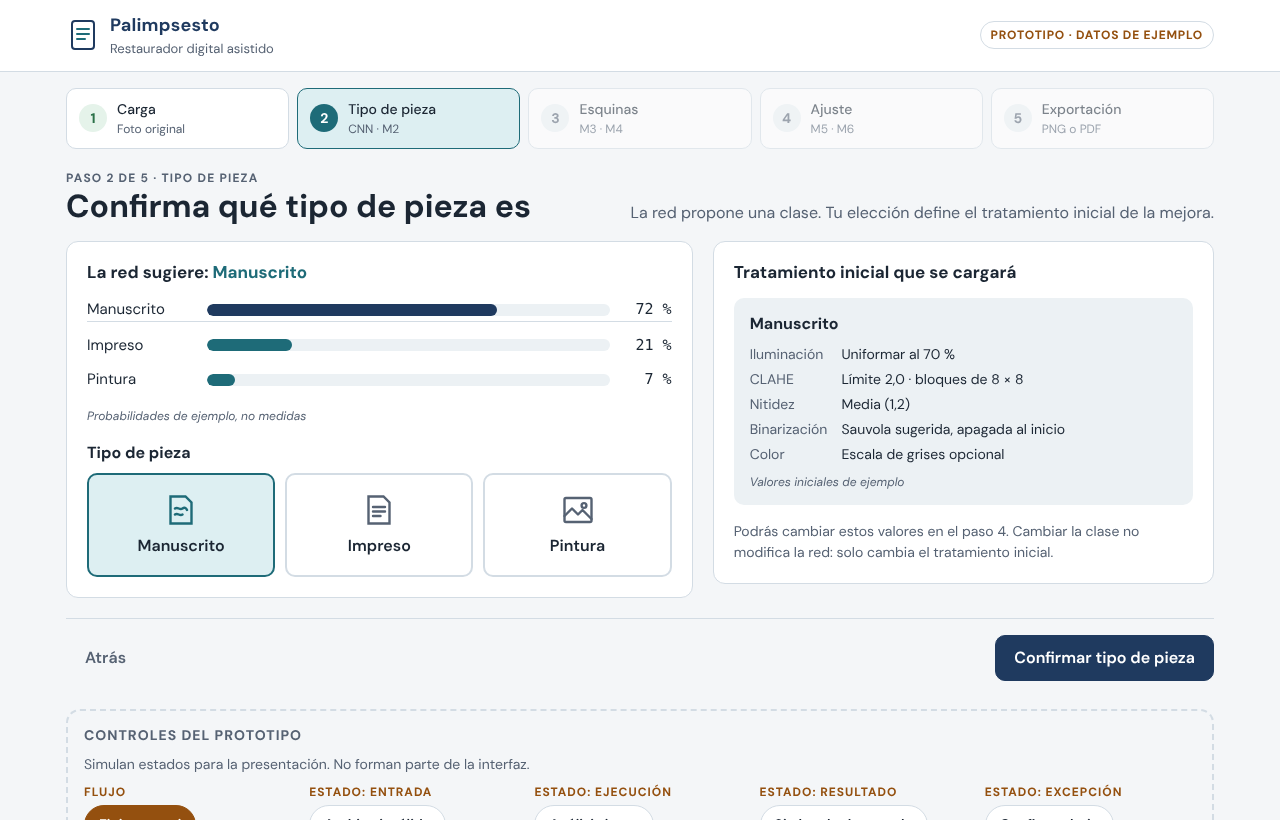 Palimpsesto
Restaurador digital asistido
PROTOTIPO · DATOS DE EJEMPLO
1
Carga
Foto original
2
Tipo de pieza
CNN · M2
3
Esquinas
M3 · M4
4
Ajuste
M5 · M6
5
Exportación
PNG o PDF
PASO 2 DE 5 · TIPO DE PIEZA
Confirma qué tipo de pieza es
La red propone una clase. Tu elección define el tratamiento inicial de la mejora.
La red sugiere: Manuscrito
Manuscrito 72 %
Impreso 21 %
Pintura 7 %
Probabilidades de ejemplo, no medidas
Tipo de pieza
Manuscrito
Impreso
Pintura
Tratamiento inicial que se cargará
Manuscrito
Iluminación Uniformar al 70 %
CLAHE Límite 2,0 · bloques de 8 × 8
Nitidez Media (1,2)
Binarización Sauvola sugerida, apagada al inicio
Color Escala de grises opcional
Valores iniciales de ejemplo
Podrás cambiar estos valores en el paso 4. Cambiar la clase no
modifica la red: solo cambia el tratamiento inicial.
Atrás
Confirmar tipo de pieza
CONTROLES DEL PROTOTIPO
Simulan estados para la presentación. No forman parte de la interfaz.
FLUJO
ESTADO: ENTRADA
ESTADO: EJECUCIÓN
ESTADO: RESULTADO
ESTADO: EXCEPCIÓN